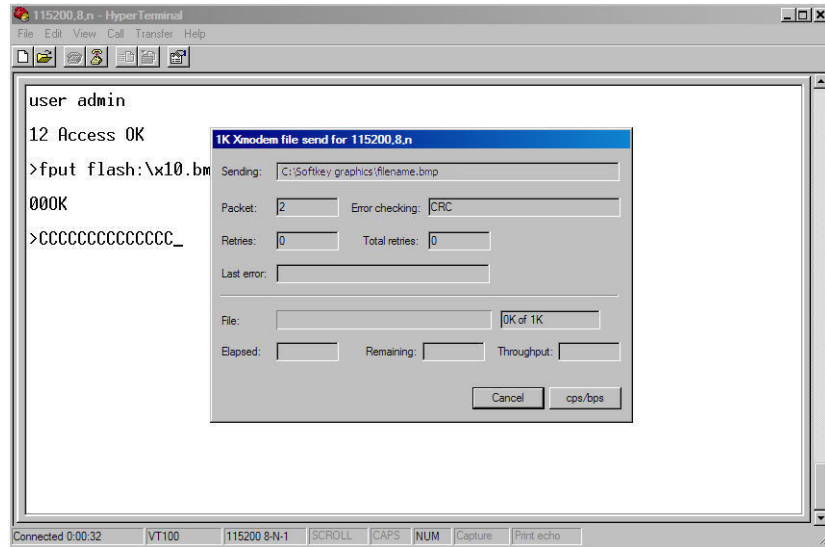 115200,8,n - HyperTerminal
File Edit View Call Transfer Help
user admin
12 Access OK
>fput flash:\x10.bm
00OK
>CCCCCCCCCCCCCC_
1K Xmodem file send for 115200,8,n
Sending: C:\Softkey graphics\filename.bmp
Packet: 2 Error checking: CRC
Retries: 0 Total retries: 0
Last error:
File: 0K of 1K
Elapsed: Remaining: Throughput:
Cancel cps/bps
Connected 0:00:32 VT100 115200 8-N-1 SCROLL CAPS NUM Capture Print echo